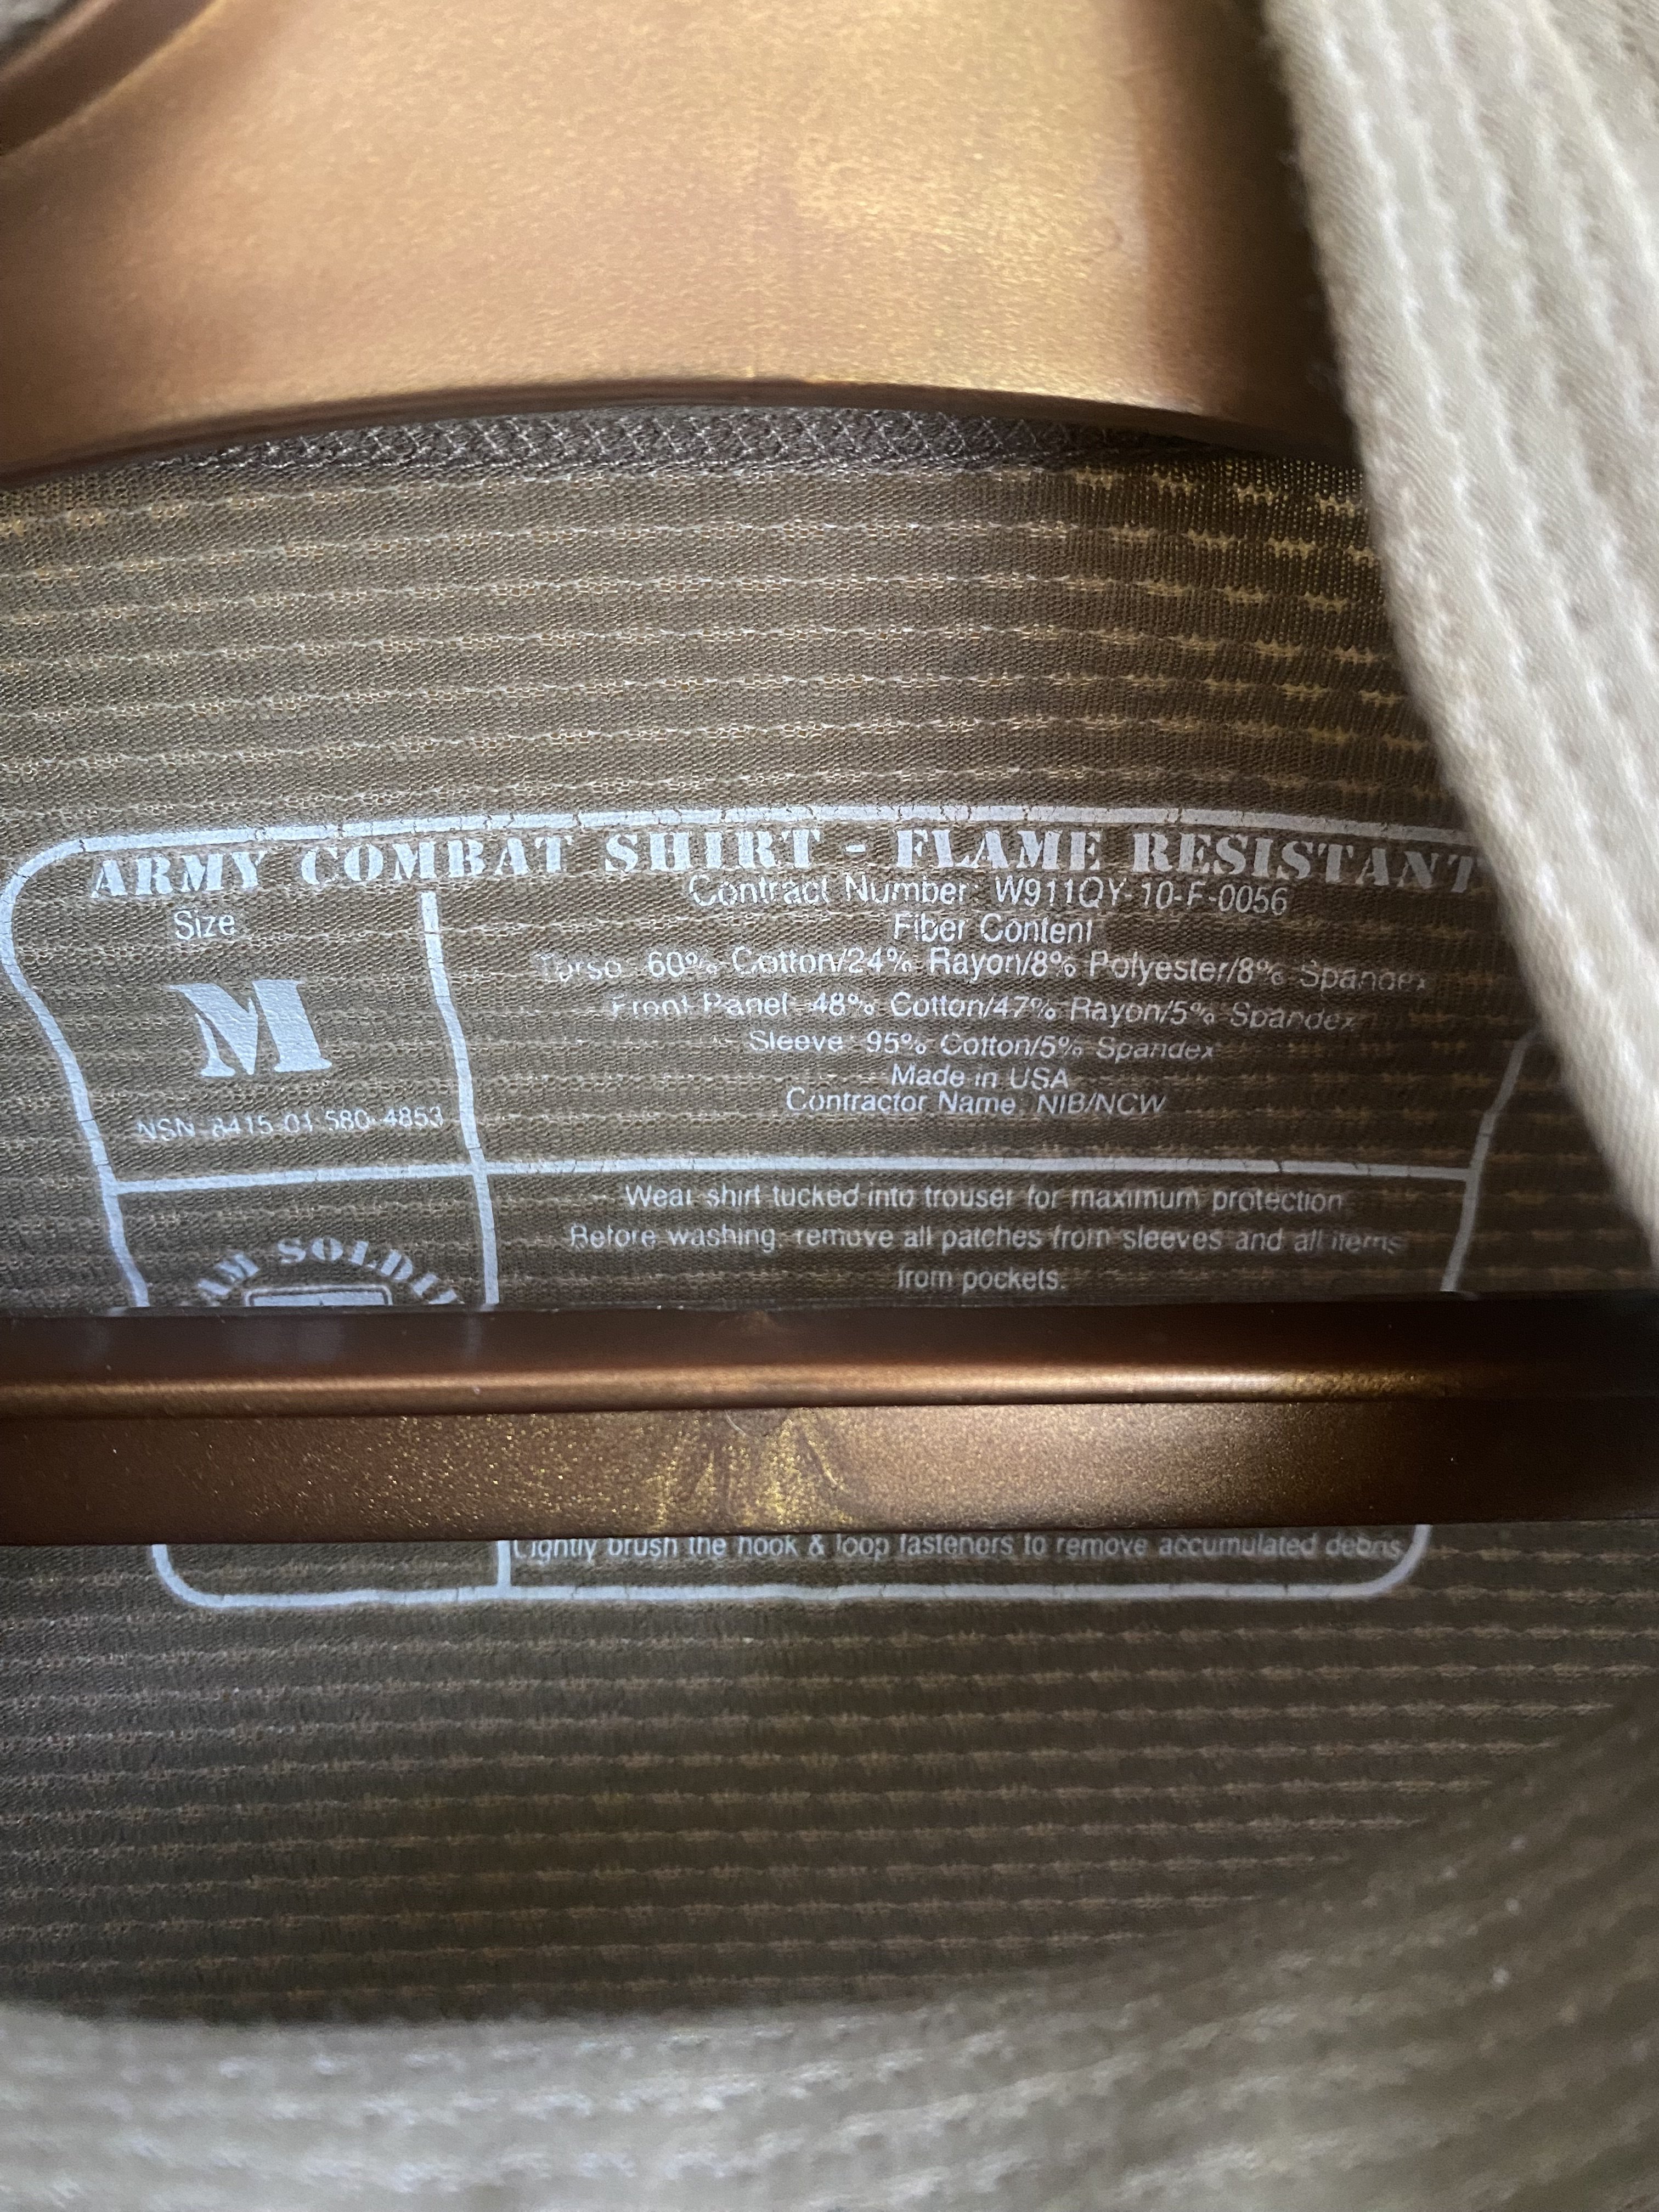 ARMY COMBAT SHIRT - FLAME RESISTANT
Size
M
NSN 8415-01-580-4853
Contract Number: W911QY-10-F-0056
Fiber Content
Torso: 60% Cotton/24% Rayon/8% Polyester/8% Spandex
Front Panel: 48% Cotton/47% Rayon/5% Spandex
Sleeve: 95% Cotton/5% Spandex
Made in USA
Contractor Name: NIB/NCW
Wear shirt tucked into trouser for maximum protection.
Before washing, remove all patches from sleeves and all items
from pockets.
Lightly brush the hook & loop fasteners to remove accumulated debris.